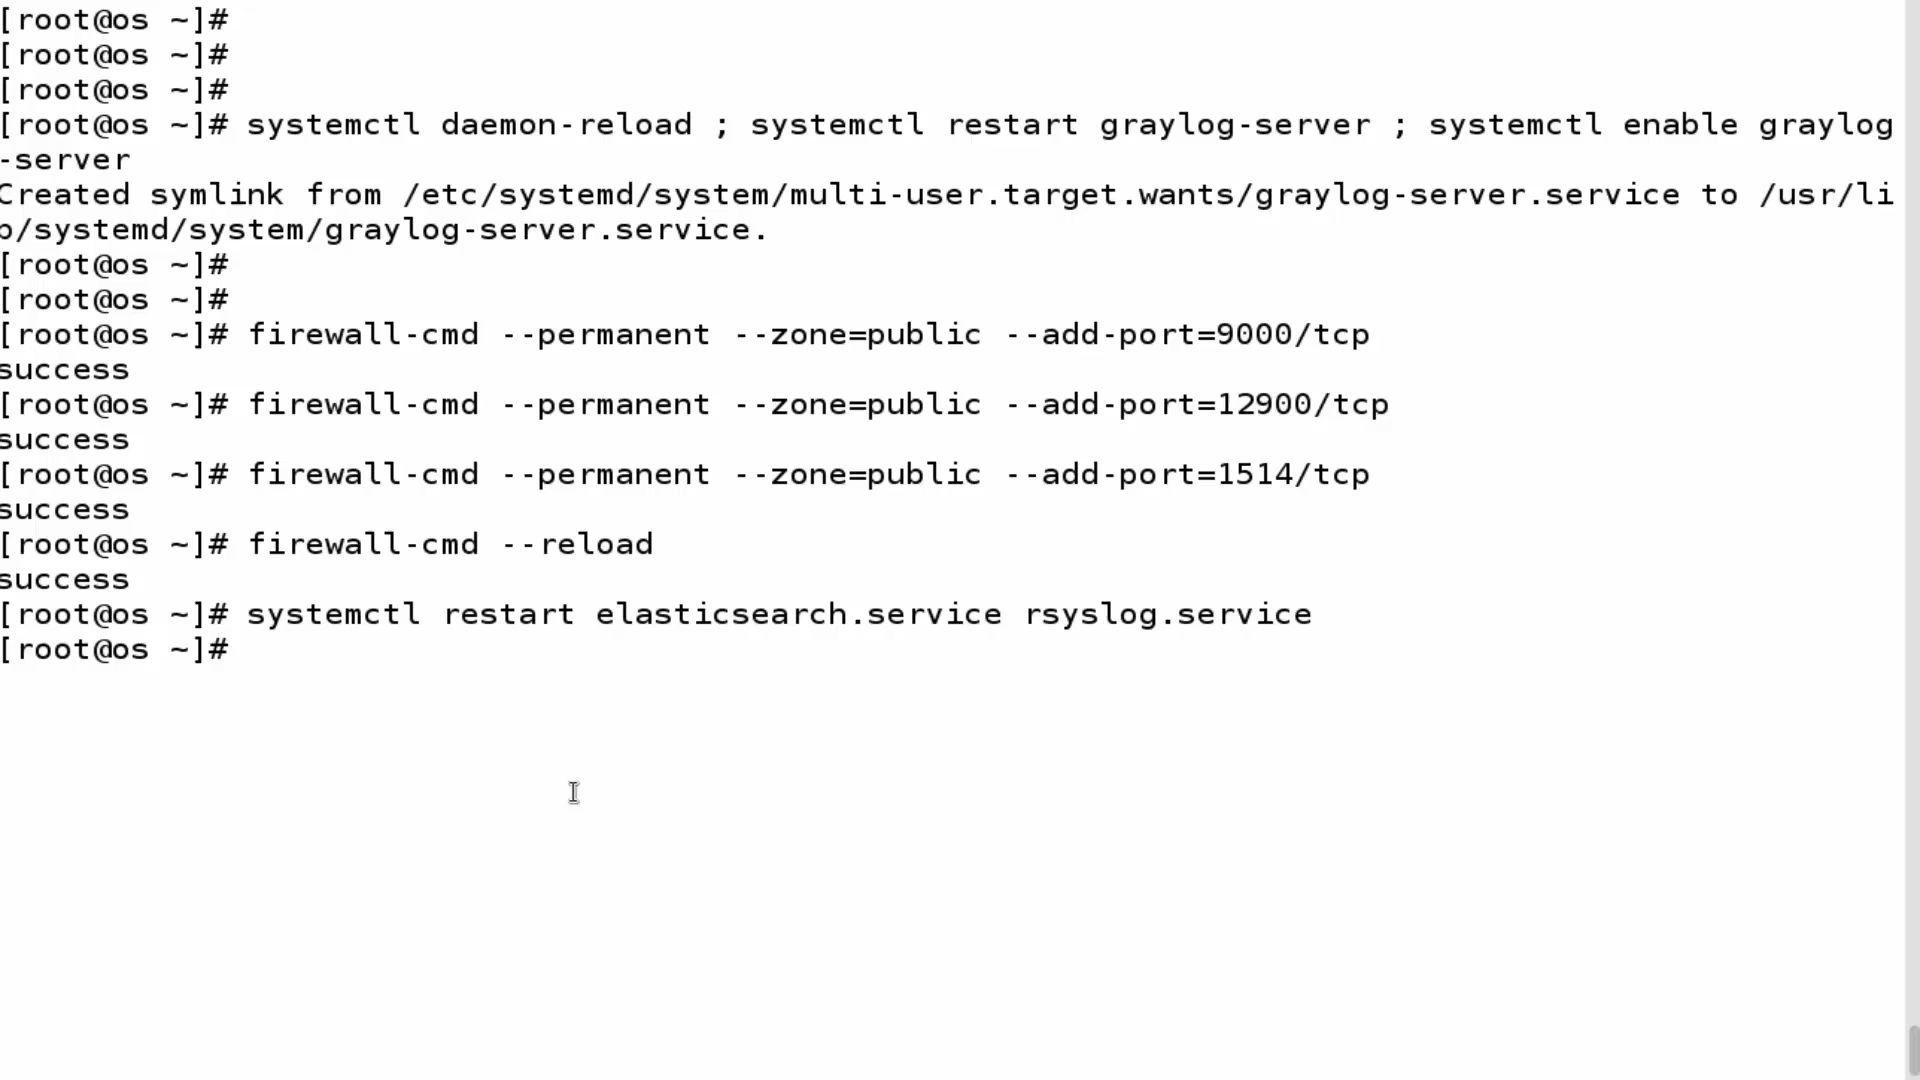 [root@os ~]#
[root@os ~]#
[root@os ~]#
[root@os ~]# systemctl daemon-reload ; systemctl restart graylog-server ; systemctl enable graylog
-server
Created symlink from /etc/systemd/system/multi-user.target.wants/graylog-server.service to /usr/li
b/systemd/system/graylog-server.service.
[root@os ~]#
[root@os ~]#
[root@os ~]# firewall-cmd --permanent --zone=public --add-port=9000/tcp
success
[root@os ~]# firewall-cmd --permanent --zone=public --add-port=12900/tcp
success
[root@os ~]# firewall-cmd --permanent --zone=public --add-port=1514/tcp
success
[root@os ~]# firewall-cmd --reload
success
[root@os ~]# systemctl restart elasticsearch.service rsyslog.service
[root@os ~]#